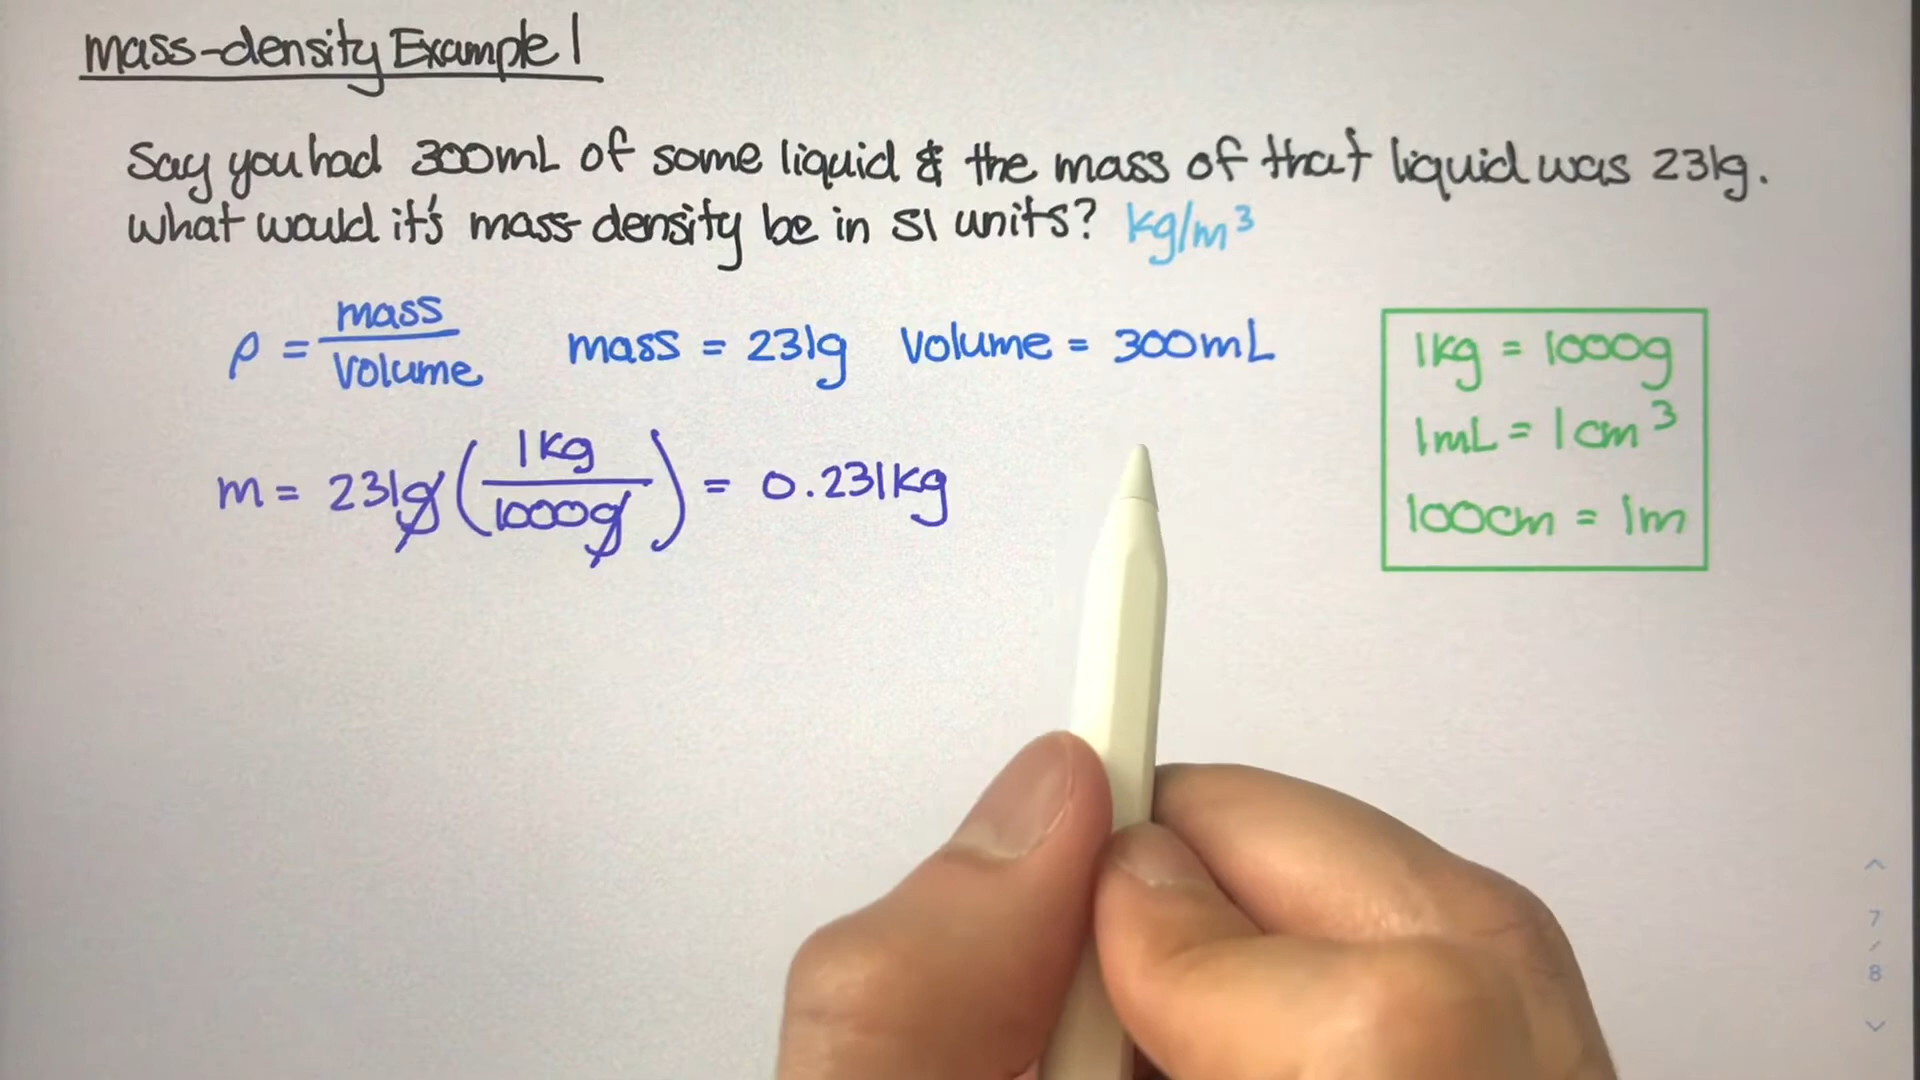 mass-density Example 1
Say you had 300mL of some liquid & the mass of that liquid was 231g.
What would it's mass density be in SI units? kg/m³
ρ = mass/volume mass = 231g volume = 300mL
m = 231g (1kg/1000g) = 0.231kg
1kg = 1000g
1mL = 1cm³
100cm = 1m
7
/
8